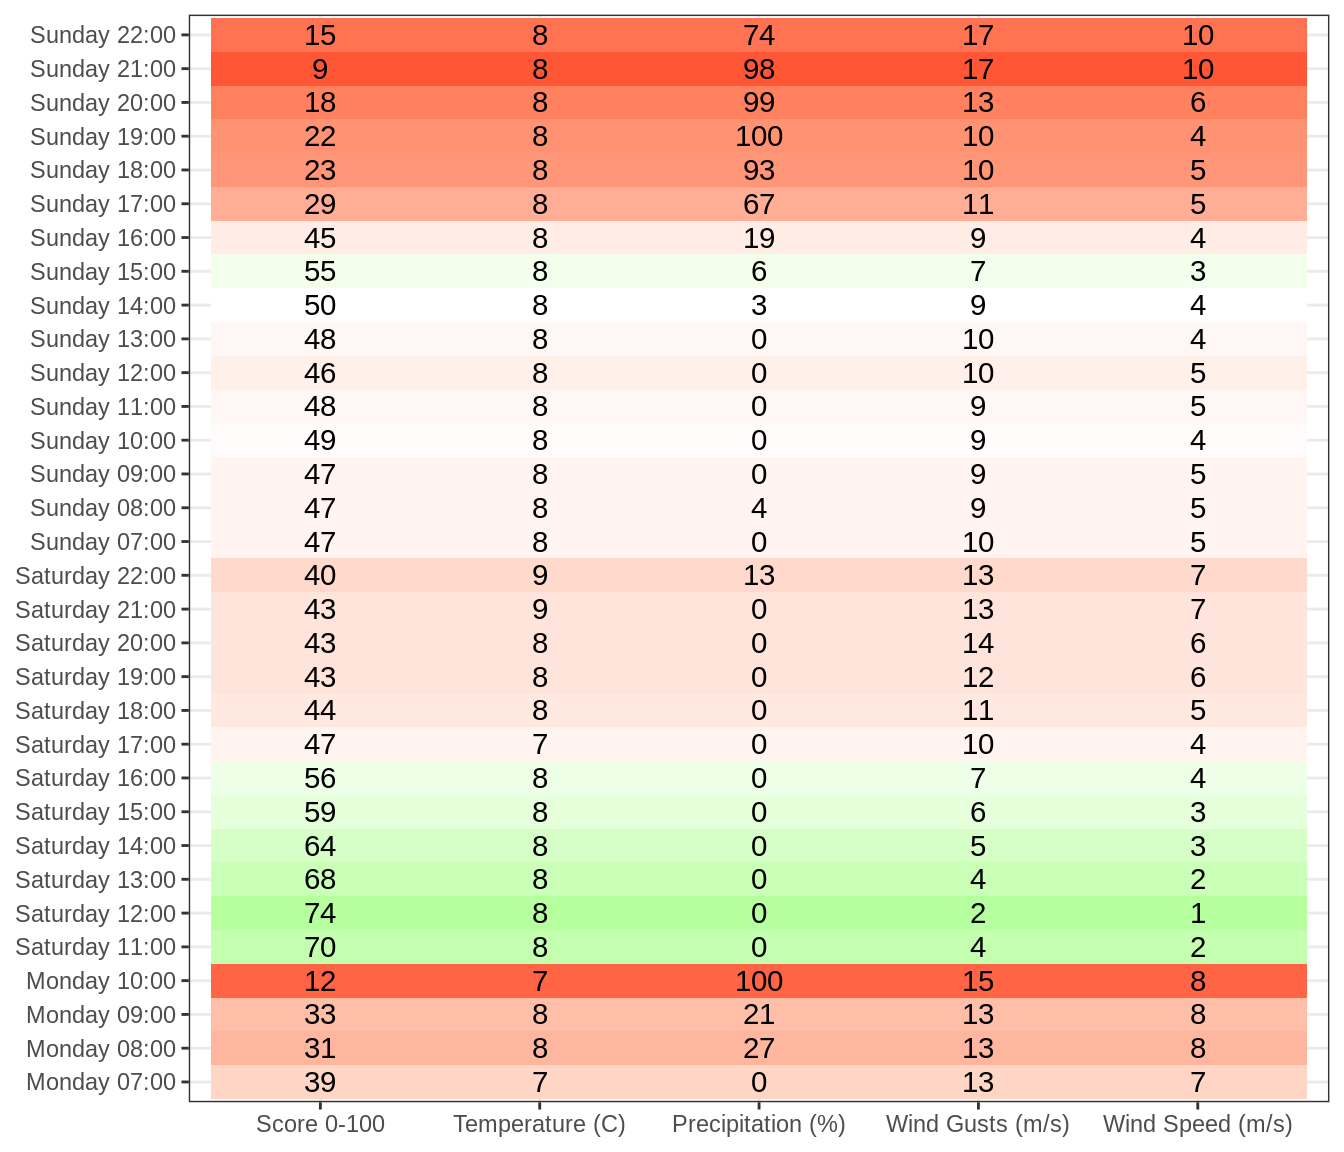 Sunday 22:00 15 8 74 17 10
Sunday 21:00 9 8 98 17 10
Sunday 20:00 18 8 99 13 6
Sunday 19:00 22 8 100 10 4
Sunday 18:00 23 8 93 10 5
Sunday 17:00 29 8 67 11 5
Sunday 16:00 45 8 19 9 4
Sunday 15:00 55 8 6 7 3
Sunday 14:00 50 8 3 9 4
Sunday 13:00 48 8 0 10 4
Sunday 12:00 46 8 0 10 5
Sunday 11:00 48 8 0 9 5
Sunday 10:00 49 8 0 9 4
Sunday 09:00 47 8 0 9 5
Sunday 08:00 47 8 4 9 5
Sunday 07:00 47 8 0 10 5
Saturday 22:00 40 9 13 13 7
Saturday 21:00 43 9 0 13 7
Saturday 20:00 43 8 0 14 6
Saturday 19:00 43 8 0 12 6
Saturday 18:00 44 8 0 11 5
Saturday 17:00 47 7 0 10 4
Saturday 16:00 56 8 0 7 4
Saturday 15:00 59 8 0 6 3
Saturday 14:00 64 8 0 5 3
Saturday 13:00 68 8 0 4 2
Saturday 12:00 74 8 0 2 1
Saturday 11:00 70 8 0 4 2
Monday 10:00 12 7 100 15 8
Monday 09:00 33 8 21 13 8
Monday 08:00 31 8 27 13 8
Monday 07:00 39 7 0 13 7
Score 0-100 Temperature (C) Precipitation (%) Wind Gusts (m/s) Wind Speed (m/s)